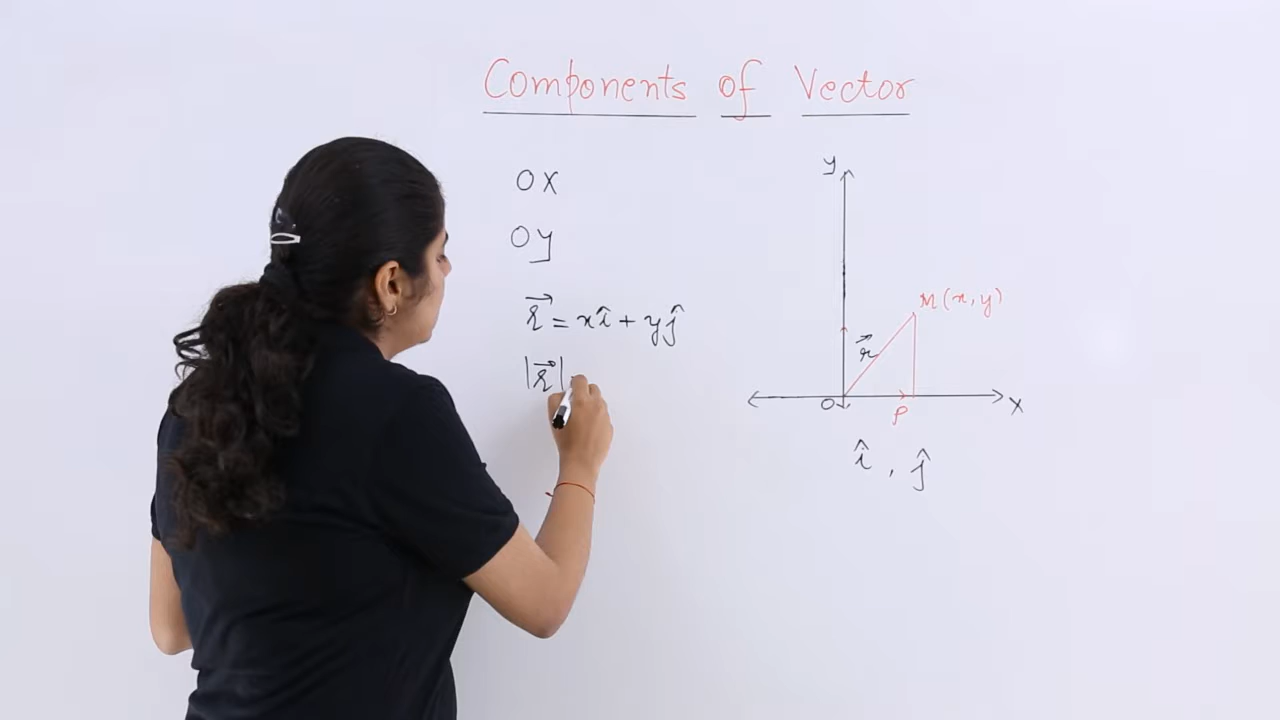 Components of Vector
OX
OY
r⃗ = xî + yĵ
|r⃗|
y
M(x, y)
r⃗
O
P
X
î , ĵ